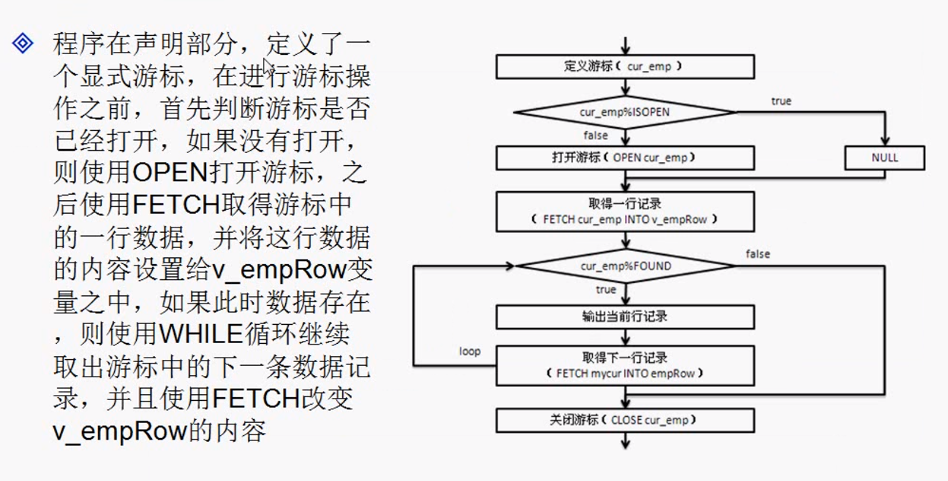 程序在声明部分，定义了一
个显式游标，在进行游标操
作之前，首先判断游标是否
已经打开，如果没有打开，
则使用OPEN打开游标，之
后使用FETCH取得游标中
的一行数据，并将这行数据
的内容设置给v_empRow变
量之中，如果此时数据存在
，则使用WHILE循环继续
取出游标中的下一条数据记
录，并且使用FETCH改变
v_empRow的内容
定义游标（cur_emp）
cur_emp%ISOPEN
true
false
打开游标（OPEN cur_emp）
NULL
取得一行记录
（FETCH cur_emp INTO v_empRow）
cur_emp%FOUND
false
true
输出当前行记录
loop
取得下一行记录
（FETCH mycur INTO empRow）
关闭游标（CLOSE cur_emp）